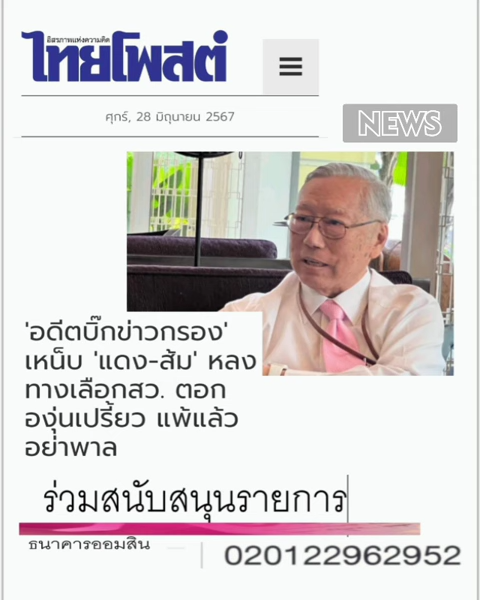 อิสรภาพแห่งความคิด
ไทยโพสต์
ศุกร์, 28 มิถุนายน 2567
NEWS
'อดีตบิ๊กข่าวกรอง'
เหน็บ 'แดง-ส้ม' หลง
ทางเลือกสว. ตอก
องุ่นเปรี้ยว แพ้แล้ว
อย่าพาล
ร่วมสนับสนุนรายการ
ธนาคารออมสิน
020122962952